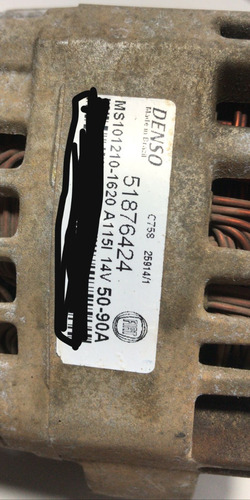 DENSO
Made in Brazil
C758 25914/1
51876424
MS101210-1620 A115I 14V 50-90A